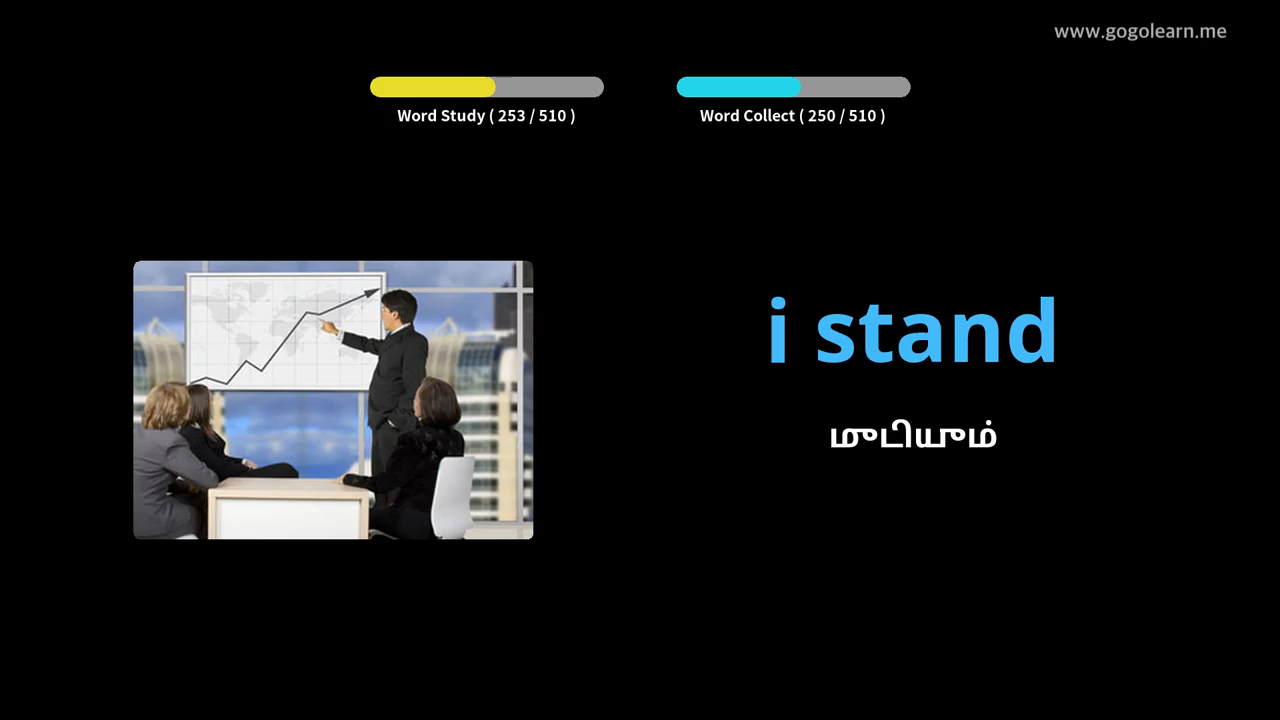 www.gogolearn.me
Word Study ( 253 / 510 )
Word Collect ( 250 / 510 )
i stand
முடியும்